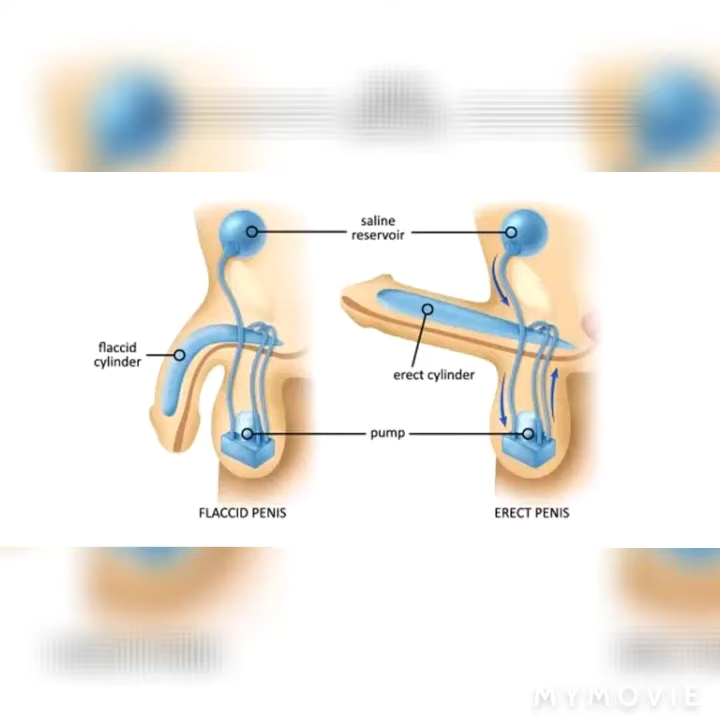 saline
reservoir
flaccid
cylinder
erect cylinder
pump
FLACCID PENIS
ERECT PENIS
MYMOVIE